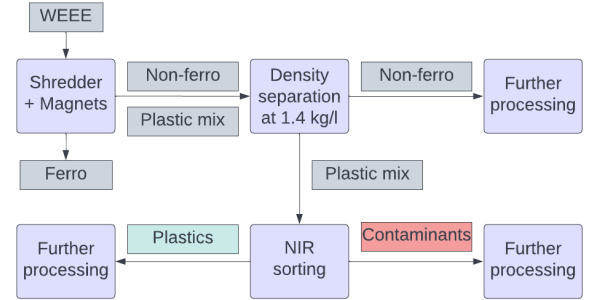 WEEE
Shredder
+ Magnets
Non-ferro
Plastic mix
Density
separation
at 1.4 kg/l
Non-ferro
Further
processing
Ferro
Plastic mix
Further
processing
Plastics
NIR
sorting
Contaminants
Further
processing